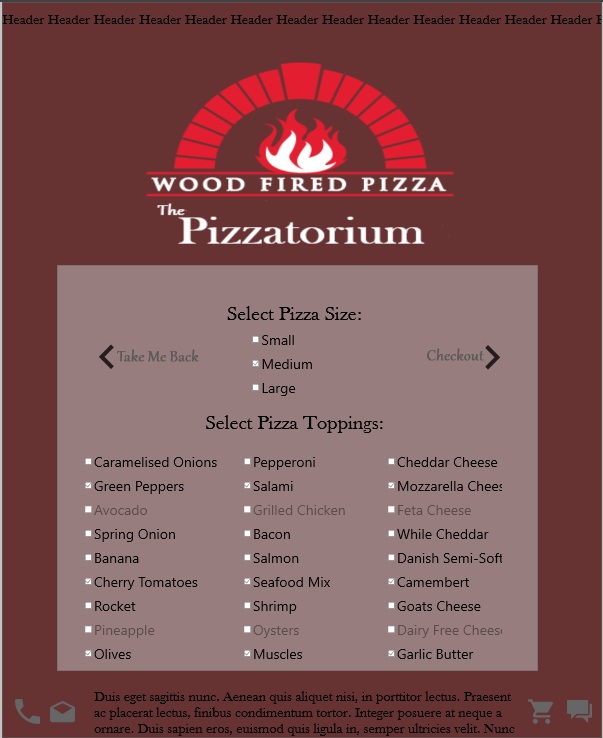 Header Header Header Header Header Header Header Header Header Header Header Header Header
WOOD FIRED PIZZA
The
Pizzatorium
Select Pizza Size:
Small
Take Me Back
Medium
Checkout
Large
Select Pizza Toppings:
Caramelised Onions Pepperoni Cheddar Cheese
Green Peppers Salami Mozzarella Chees
Avocado Grilled Chicken Feta Cheese
Spring Onion Bacon While Cheddar
Banana Salmon Danish Semi-Soft
Cherry Tomatoes Seafood Mix Camembert
Rocket Shrimp Goats Cheese
Pineapple Oysters Dairy Free Chees
Olives Muscles Garlic Butter
Duis eget sagittis nunc. Aenean quis aliquet nisi, in porttitor lectus. Praesent
ac placerat lectus, finibus condimentum tortor. Integer posuere at neque a
ornare. Duis sapien eros, euismod quis ligula in, semper ultricies velit. Nunc